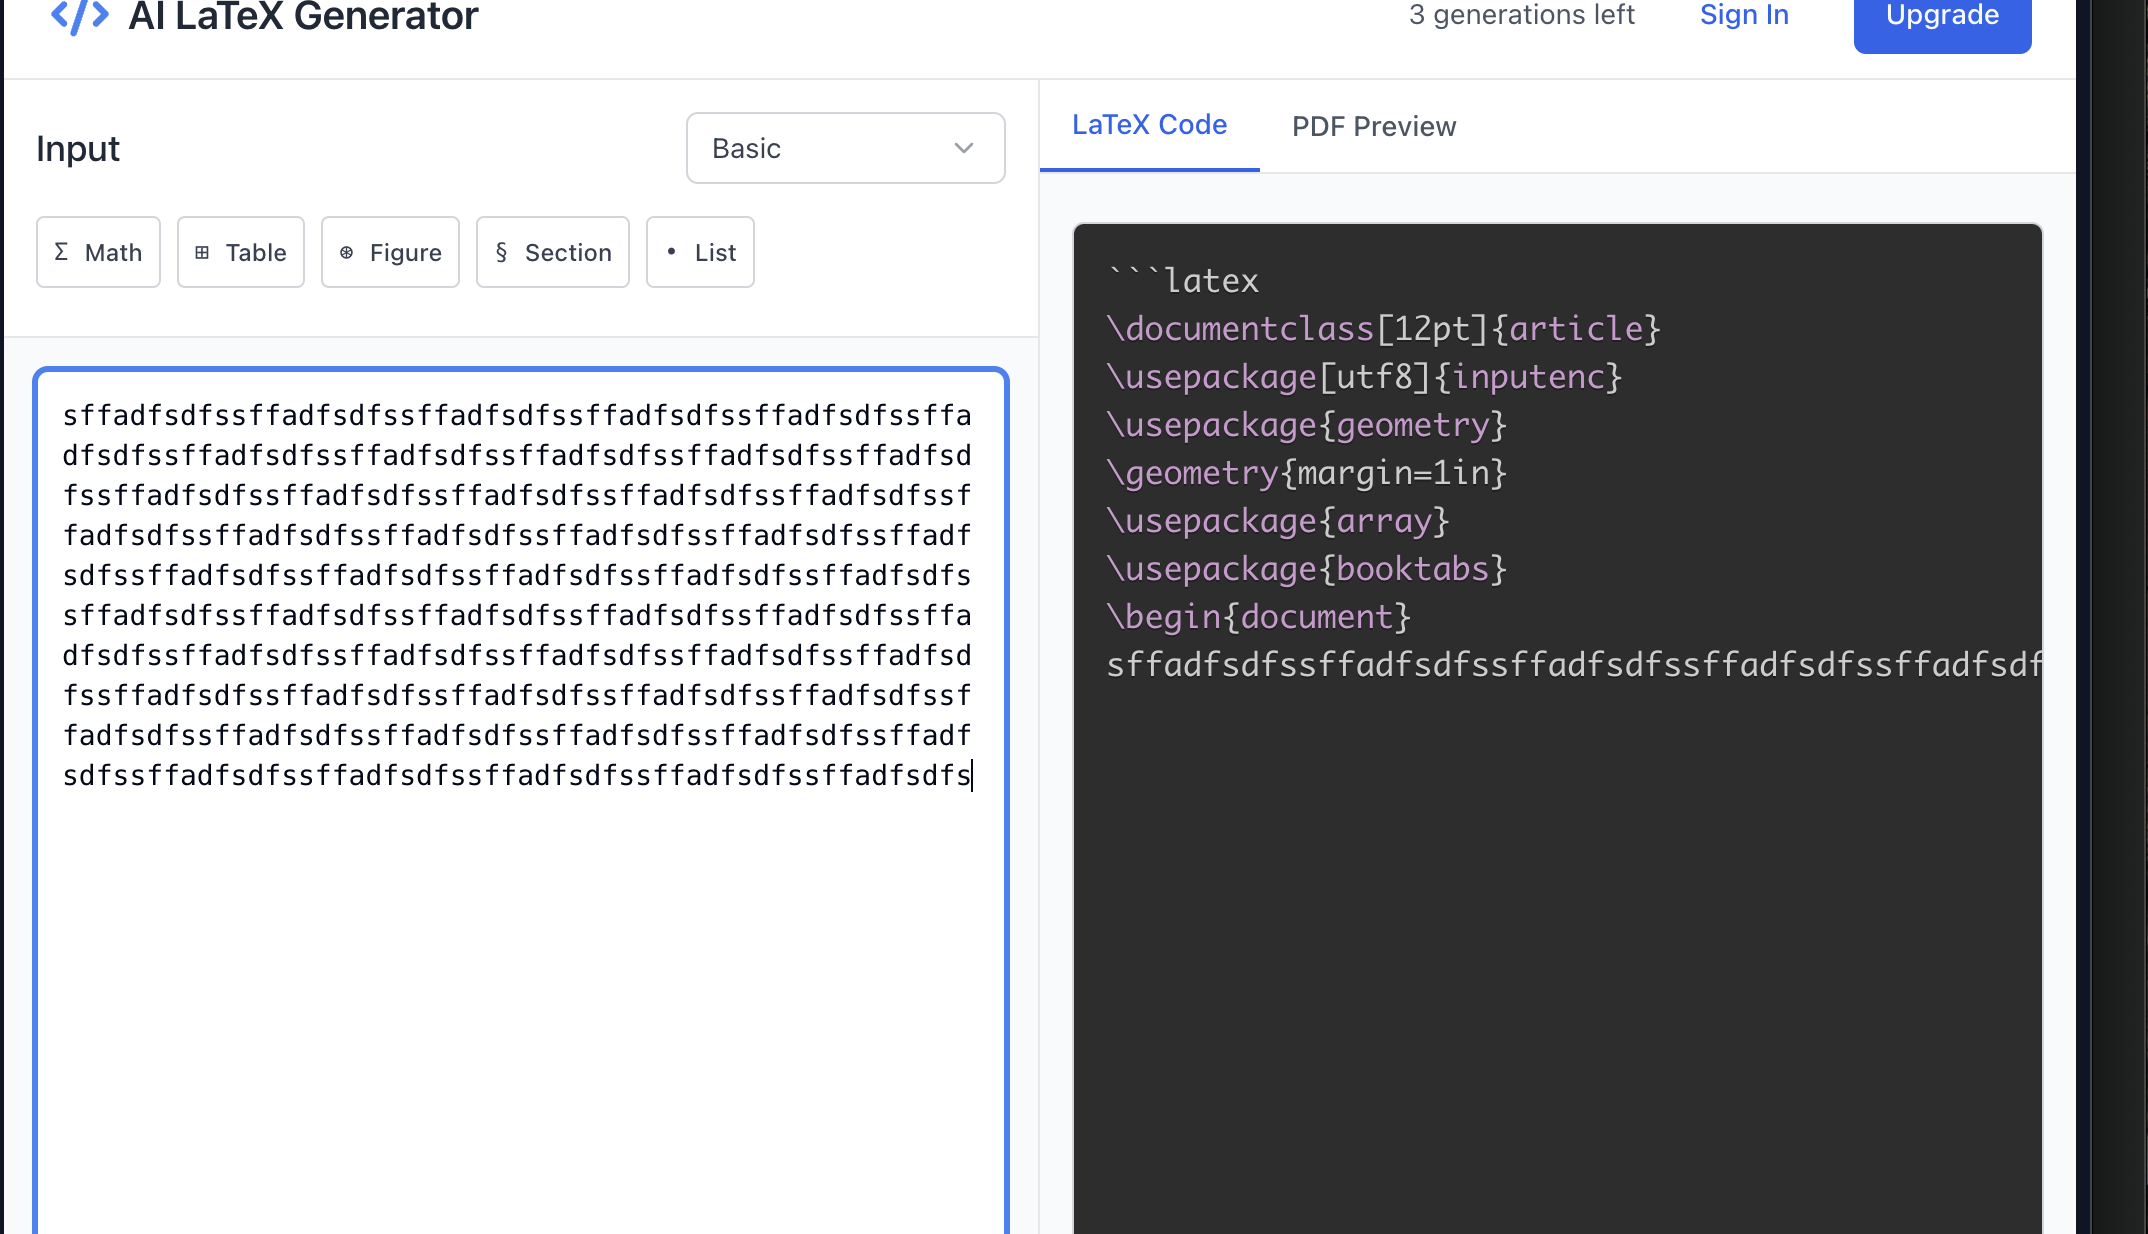 </> AI LaTeX Generator
3 generations left
Sign In
Upgrade
Input
Basic
Σ Math
⊞ Table
⊛ Figure
§ Section
• List
sffadfsdfssffadfsdfssffadfsdfssffadfsdfssffadfsdfssffa
dfsdfssffadfsdfssffadfsdfssffadfsdfssffadfsdfssffadfsd
fssffadfsdfssffadfsdfssffadfsdfssffadfsdfssffadfsdfssf
fadfsdfssffadfsdfssffadfsdfssffadfsdfssffadfsdfssffadf
sdfssffadfsdfssffadfsdfssffadfsdfssffadfsdfssffadfsdfs
sffadfsdfssffadfsdfssffadfsdfssffadfsdfssffadfsdfssffa
dfsdfssffadfsdfssffadfsdfssffadfsdfssffadfsdfssffadfsd
fssffadfsdfssffadfsdfssffadfsdfssffadfsdfssffadfsdfssf
fadfsdfssffadfsdfssffadfsdfssffadfsdfssffadfsdfssffadf
sdfssffadfsdfssffadfsdfssffadfsdfssffadfsdfssffadfsdfs
LaTeX Code
PDF Preview
```latex
\documentclass[12pt]{article}
\usepackage[utf8]{inputenc}
\usepackage{geometry}
\geometry{margin=1in}
\usepackage{array}
\usepackage{booktabs}
\begin{document}
sffadfsdfssffadfsdfssffadfsdfssffadfsdfssffadfsdf